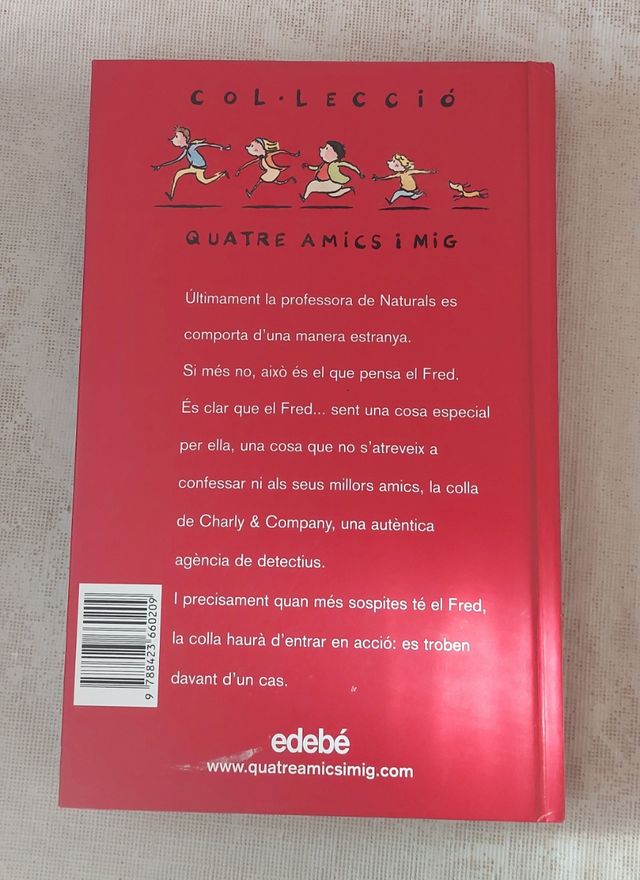 COL·LECCIÓ
QUATRE AMICS I MIG
Últimament la professora de Naturals es
comporta d'una manera estranya.
Si més no, això és el que pensa el Fred.
És clar que el Fred... sent una cosa especial
per ella, una cosa que no s'atreveix a
confessar ni als seus millors amics, la colla
de Charly & Company, una autèntica
agència de detectius.
I precisament quan més sospites té el Fred,
la colla haurà d'entrar en acció: es troben
davant d'un cas.
9 788423 660209
edebé
www.quatreamicsimig.com